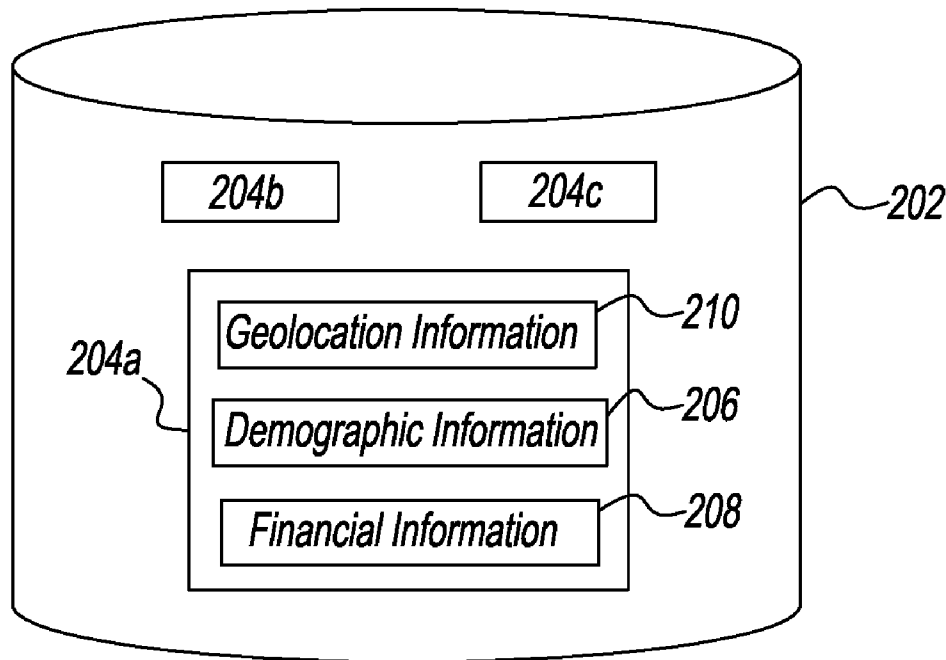 204b
204c
202
210
Geolocation Information
204a
206
Demographic Information
208
Financial Information